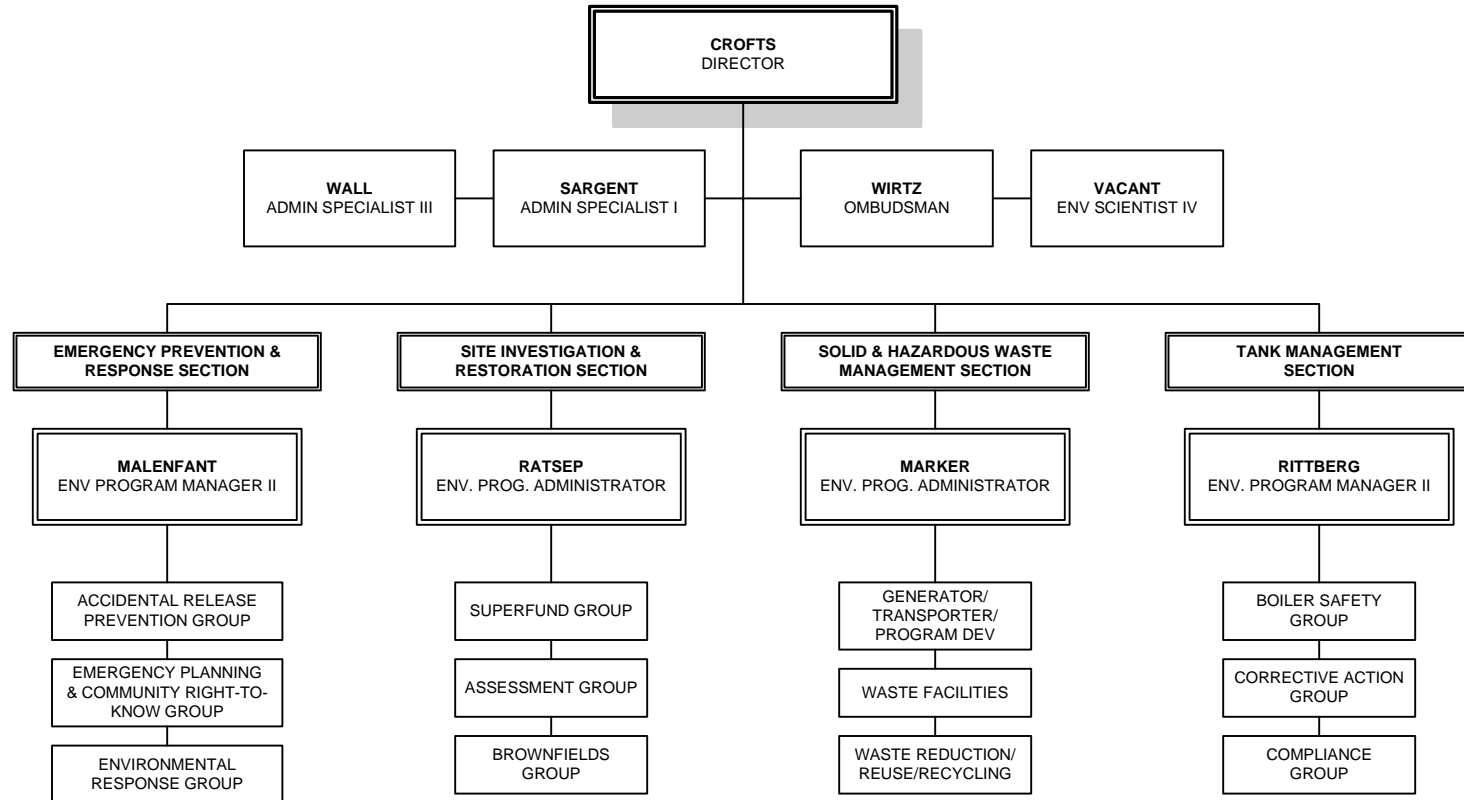 CROFTS
DIRECTOR
WALL
ADMIN SPECIALIST III
SARGENT
ADMIN SPECIALIST I
WIRTZ
OMBUDSMAN
VACANT
ENV SCIENTIST IV
EMERGENCY PREVENTION &
RESPONSE SECTION
SITE INVESTIGATION &
RESTORATION SECTION
SOLID & HAZARDOUS WASTE
MANAGEMENT SECTION
TANK MANAGEMENT
SECTION
MALENFANT
ENV PROGRAM MANAGER II
RATSEP
ENV. PROG. ADMINISTRATOR
MARKER
ENV. PROG. ADMINISTRATOR
RITTBERG
ENV. PROGRAM MANAGER II
ACCIDENTAL RELEASE
PREVENTION GROUP
SUPERFUND GROUP
GENERATOR/
TRANSPORTER/
PROGRAM DEV
BOILER SAFETY
GROUP
EMERGENCY PLANNING
& COMMUNITY RIGHT-TO-
KNOW GROUP
ASSESSMENT GROUP
WASTE FACILITIES
CORRECTIVE ACTION
GROUP
ENVIRONMENTAL
RESPONSE GROUP
BROWNFIELDS
GROUP
WASTE REDUCTION/
REUSE/RECYCLING
COMPLIANCE
GROUP